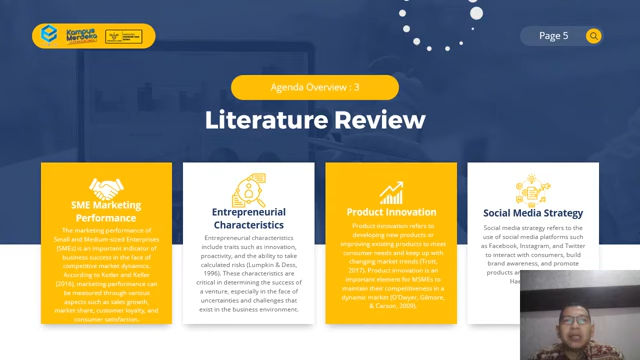 Kampus
Merdeka
Page 5
Agenda Overview : 3
Literature Review
SME Marketing
Performance
The marketing performance of
Small and Medium-sized Enterprises
(SMEs) is an important indicator of
business success in the face of
competitive market dynamics.
According to Kotler and Keller
(2016), marketing performance can
be measured through various
aspects such as sales growth,
market share, customer loyalty, and
consumer satisfaction.
Entrepreneurial
Characteristics
Entrepreneurial characteristics
include traits such as innovation,
proactivity, and the ability to take
calculated risks (Lumpkin & Dess,
1996). These characteristics are
critical in determining the success of
a venture, especially in the face of
uncertainties and challenges that
exist in the business environment.
Product Innovation
Product innovation refers to
developing new products or
improving existing products to meet
customer needs and keep up with
changing market trends (Trott,
2017). Product innovation is an
important element for MSMEs to
maintain their competitiveness in a
dynamic market (O'Dwyer, Gilmore,
& Carson, 2009).
Social Media Strategy
Social media strategy refers to the
use of social media platforms such
as Facebook, Instagram, and Twitter
to interact with consumers, build
brand awareness, and promote
products